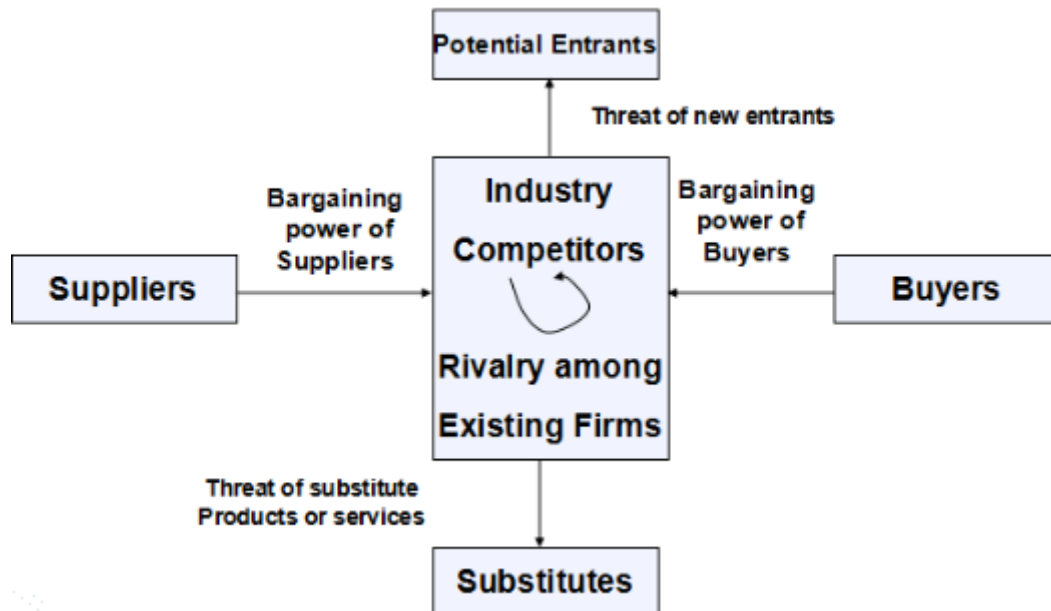 Potential Entrants
Threat of new entrants
Industry
Competitors
Rivalry among
Existing Firms
Bargaining
power of
Suppliers
Bargaining
power of
Buyers
Suppliers
Buyers
Threat of substitute
Products or services
Substitutes